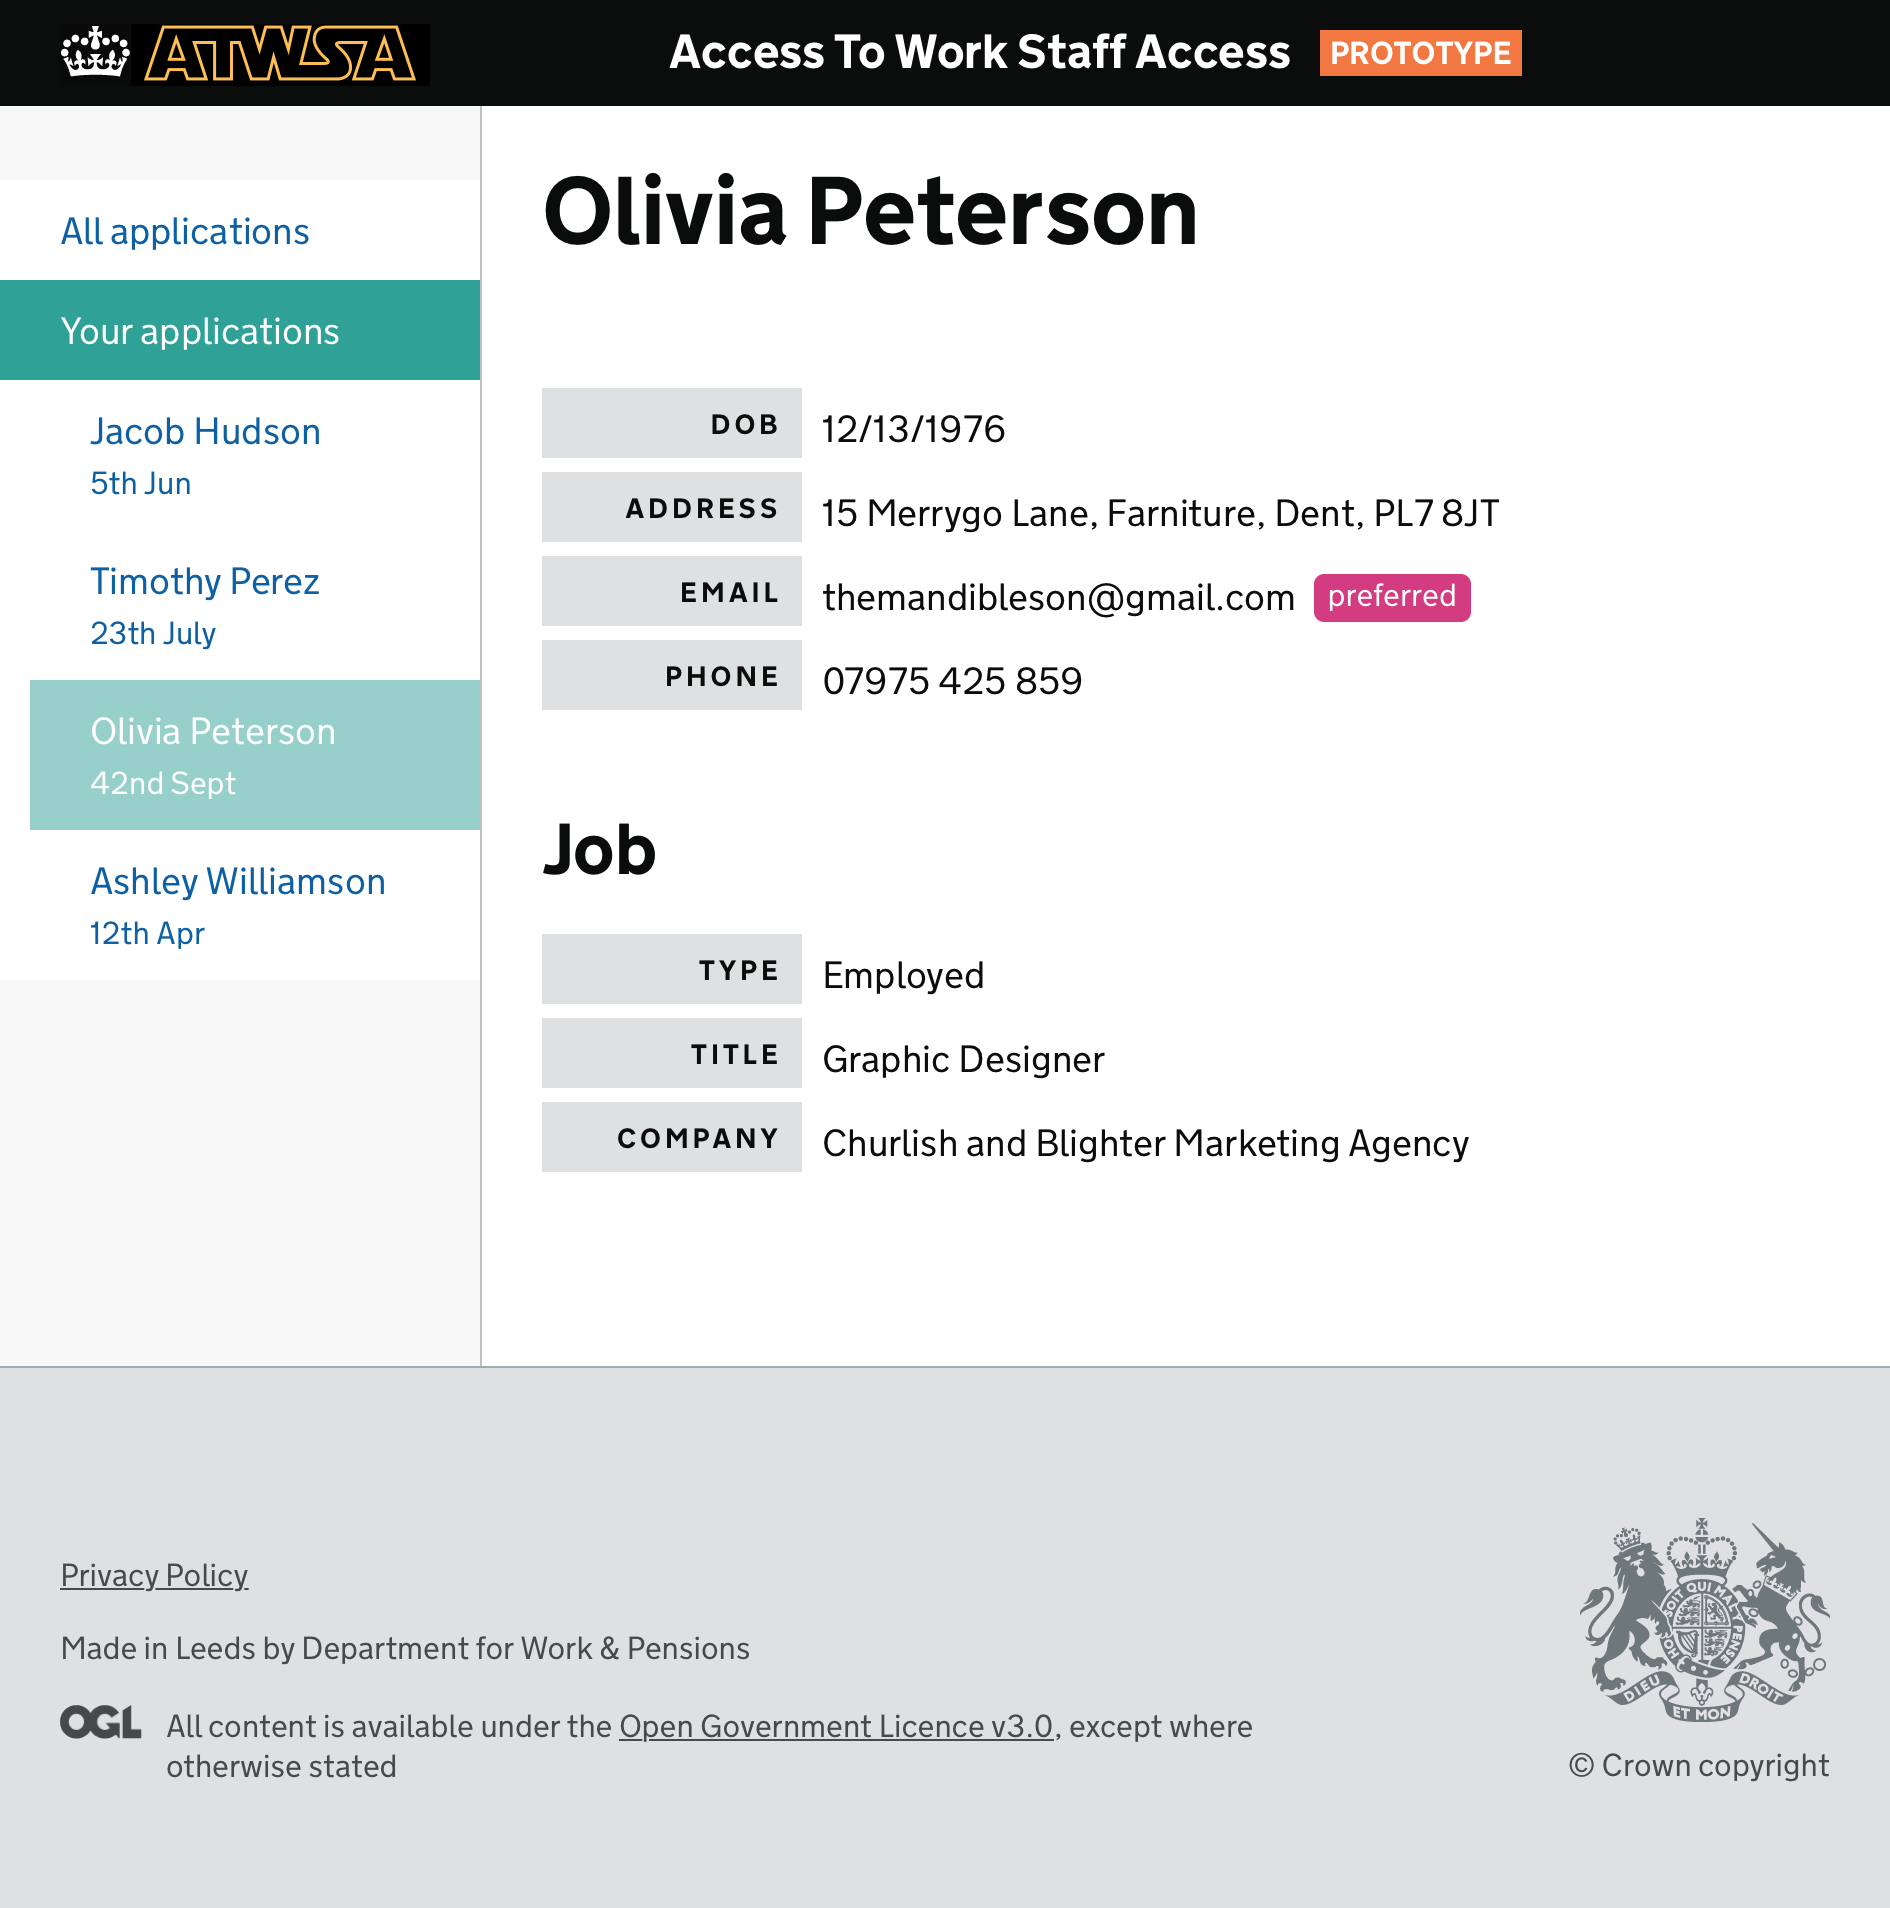 ATWSA
Access To Work Staff Access PROTOTYPE
All applications
Your applications
Jacob Hudson
5th Jun
Timothy Perez
23th July
Olivia Peterson
42nd Sept
Ashley Williamson
12th Apr
Olivia Peterson
DOB 12/13/1976
ADDRESS 15 Merrygo Lane, Farniture, Dent, PL7 8JT
EMAIL themandibleson@gmail.com preferred
PHONE 07975 425 859
Job
TYPE Employed
TITLE Graphic Designer
COMPANY Churlish and Blighter Marketing Agency
Privacy Policy
Made in Leeds by Department for Work & Pensions
OGL All content is available under the Open Government Licence v3.0, except where
otherwise stated
SOIT QUI MAL Y PENSE HO
DIEU ET MON DROIT
© Crown copyright